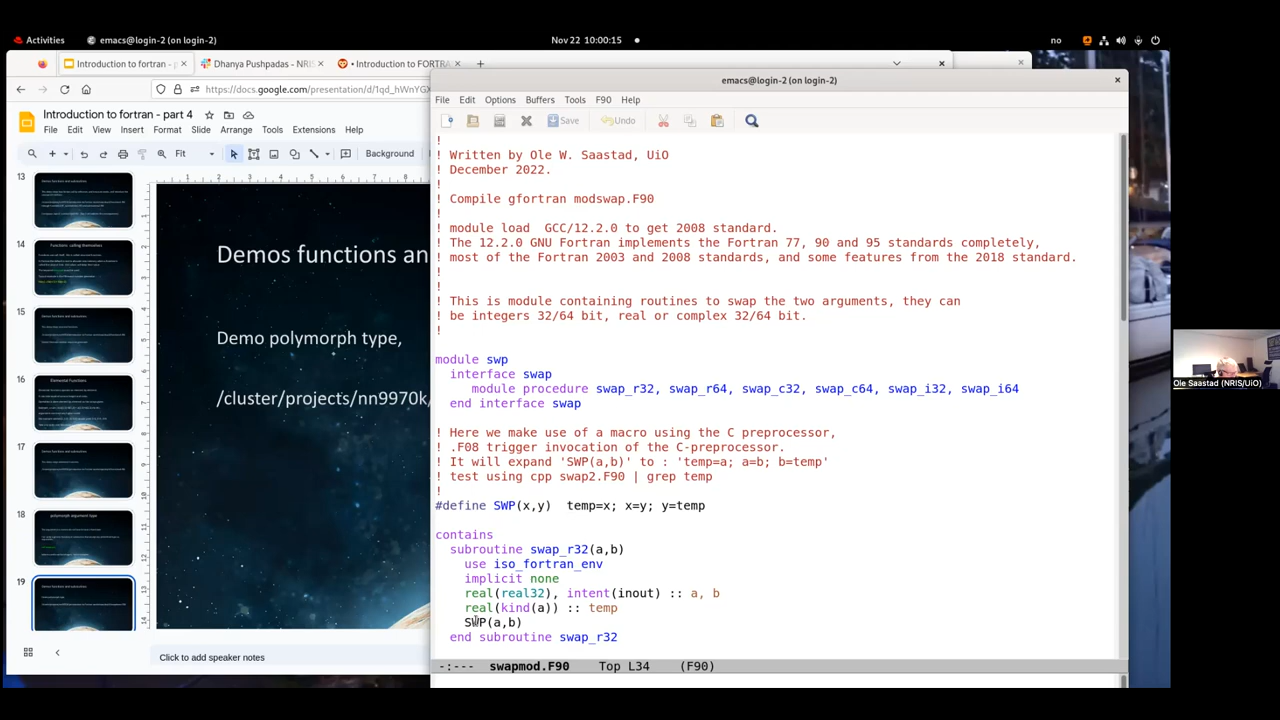 Activities
emacs@login-2 (on login-2)
Nov 22 10:00:15
no
Introduction to fortran - p
Dhanya Pushpadas - NRIS
Introduction to FORTRA
https://docs.google.com/presentation/d/1qd_hWnYGX
Introduction to fortran - part 4
File Edit View Insert Format Slide Arrange Tools Extensions Help
Fit
Background
1 2 3 4 5 6 7 8
13
14
15
16
17
18
19
Demos functions an
Demo polymorph type,
/cluster/projects/nn9970k,
Click to add speaker notes
emacs@login-2 (on login-2)
File Edit Options Buffers Tools F90 Help
Save
Undo
!
! Written by Ole W. Saastad, UiO
! December 2022.
!
! Compile gfortran modswap.F90
!
! module load  GCC/12.2.0 to get 2008 standard.
! The 12.2.0 GNU Fortran implements the Fortran 77, 90 and 95 standards completely,
! most of the Fortran 2003 and 2008 standards, and some features from the 2018 standard.
!
!
! This is module containing routines to swap the two arguments, they can
! be integers 32/64 bit, real or complex 32/64 bit.
!
module swp
interface swap
module procedure swap_r32, swap_r64, swap_c32, swap_c64, swap_i32, swap_i64
end interface swap
! Here we make use of a macro using the C preprocessor,
! .F08 trigger invocation of the C-preprocessor.
! It will expand 'SWP(a,b)' to : 'temp=a; a=b; b=temp'
! test using cpp swap2.F90 | grep temp
!
#define SWP(x,y)  temp=x; x=y; y=temp
contains
subroutine swap_r32(a,b)
use iso_fortran_env
implicit none
real(real32), intent(inout) :: a, b
real(kind(a)) :: temp
SWP(a,b)
end subroutine swap_r32
-:--- swapmod.F90 Top L34 (F90)
Ole Saastad (NRIS/UiO)